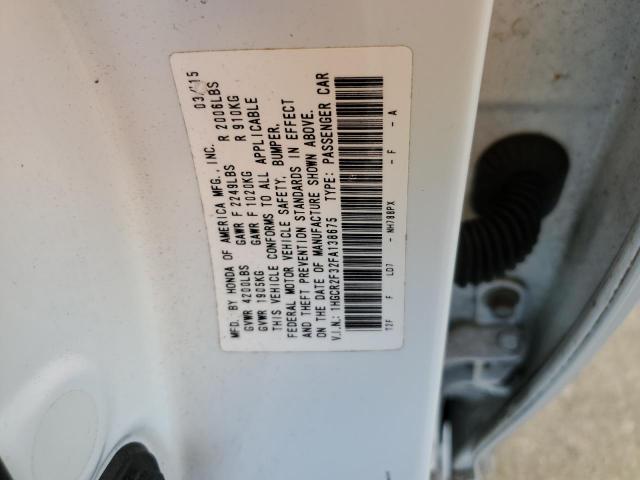 MFD. BY HONDA OF AMERICA MFG., INC. 03/15
GVWR 4200LBS GAWR F 2249LBS R 2006LBS
GVWR 1905KG GAWR F 1020KG R 910KG
THIS VEHICLE CONFORMS TO ALL APPLICABLE
FEDERAL MOTOR VEHICLE SAFETY, BUMPER,
AND THEFT PREVENTION STANDARDS IN EFFECT
ON THE DATE OF MANUFACTURE SHOWN ABOVE.
V.I.N.: 1HGCR2F32FA138675 TYPE: PASSENGER CAR
T2F F LD7 - NH788PX - F - A